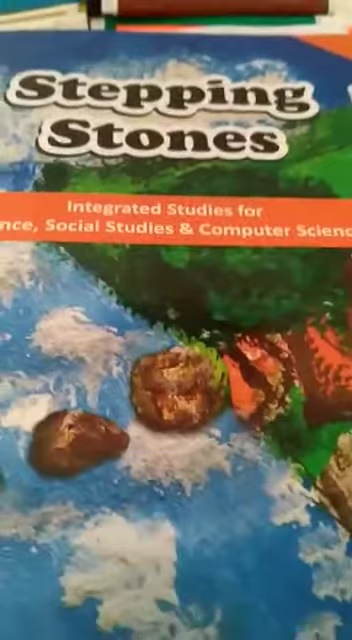 Stepping
Stones
Integrated Studies for
nce, Social Studies & Computer Scienc